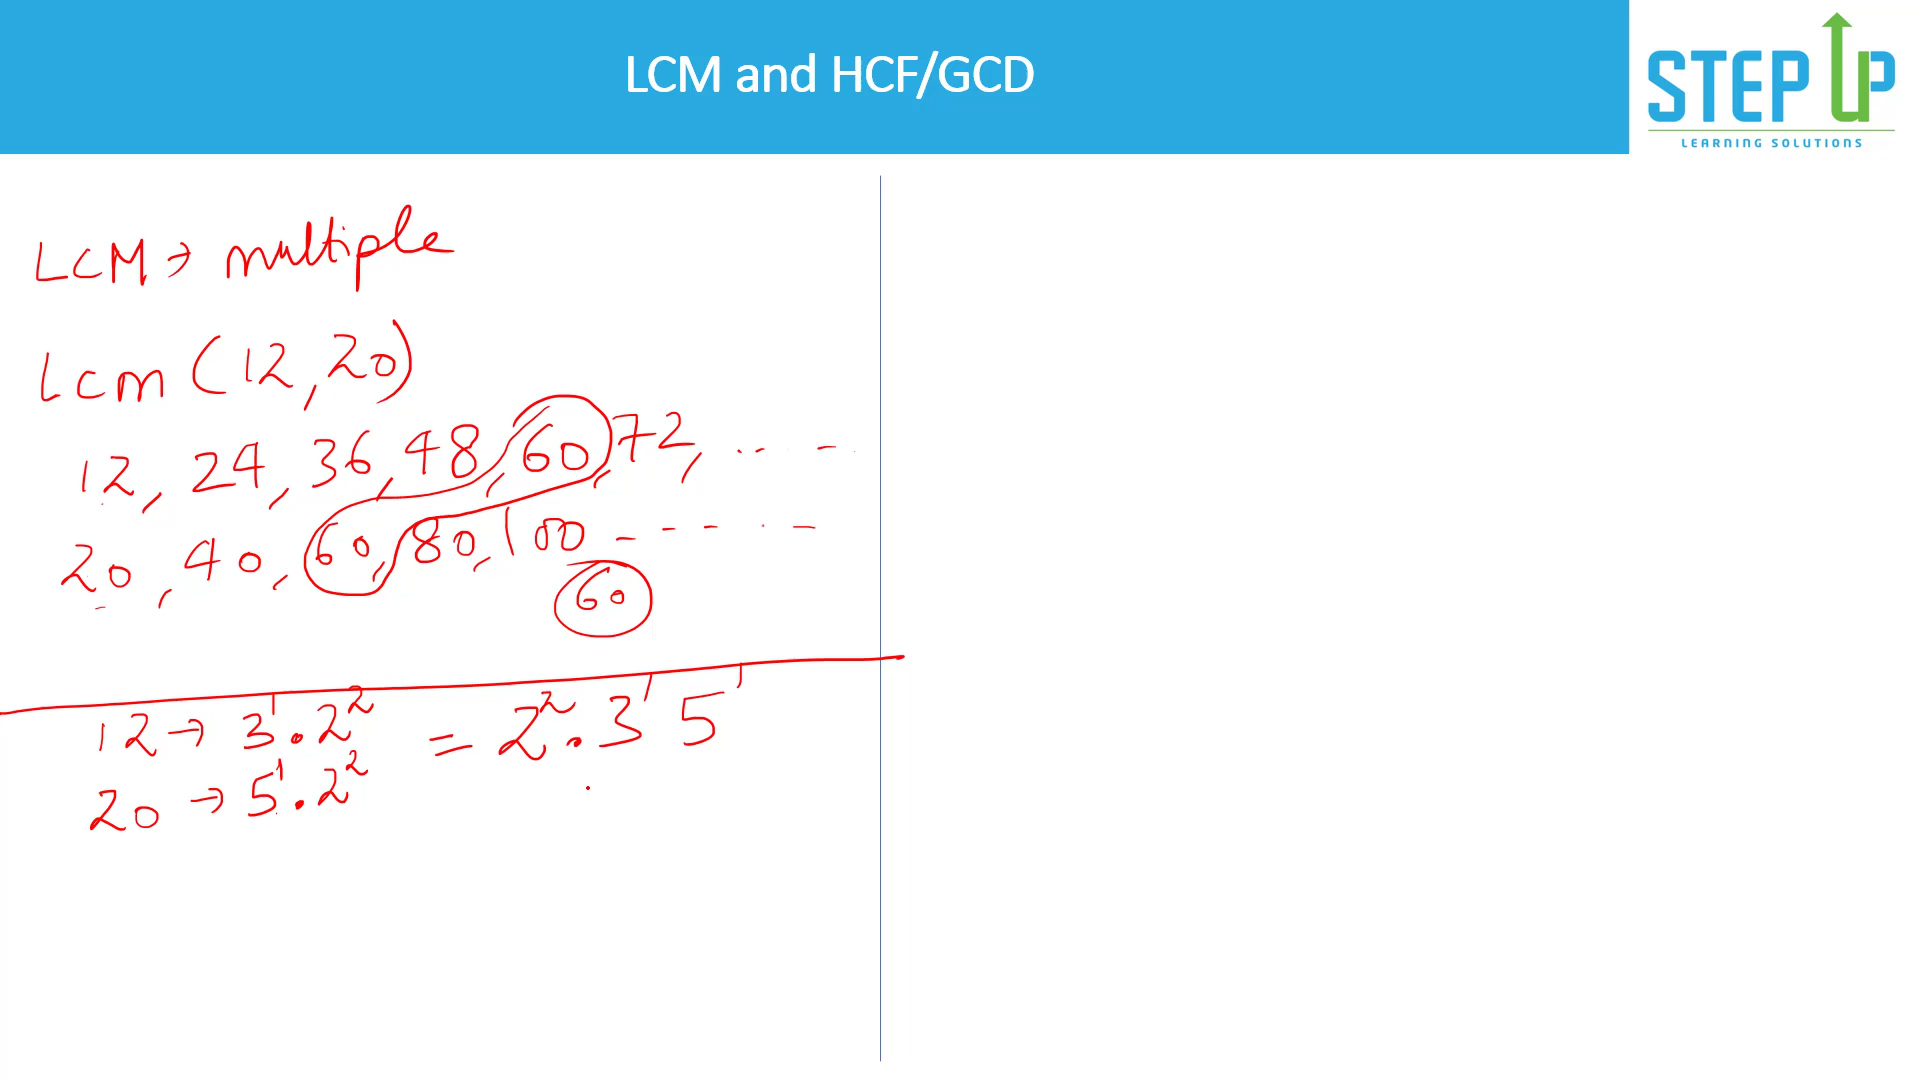 LCM and HCF/GCD
STEP UP
LEARNING SOLUTIONS
LCM → multiple
LCM (12, 20)
12, 24, 36, 48, 60, 72, .... -
20, 40, 60, 80, 100 - - - . -
60
12 → 3¹ . 2² = 2² . 3¹ 5¹
20 → 5¹ . 2²